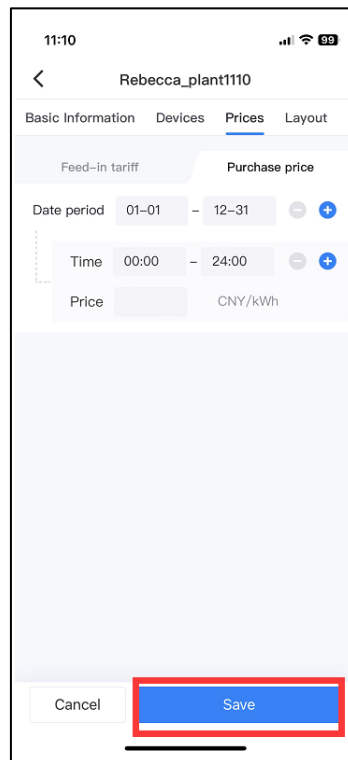 11:10 99
Rebecca_plant1110
Basic Information Devices Prices Layout
Feed-in tariff Purchase price
Date period 01-01 – 12-31
Time 00:00 – 24:00
Price CNY/kWh
Cancel Save